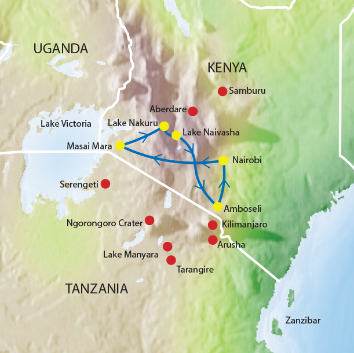 UGANDA
KENYA
Samburu
Aberdare
Lake Nakuru
Lake Victoria
Lake Naivasha
Masai Mara
Nairobi
Serengeti
Amboseli
Ngorongoro Crater
Kilimanjaro
Arusha
Lake Manyara
Tarangire
TANZANIA
Zanzibar